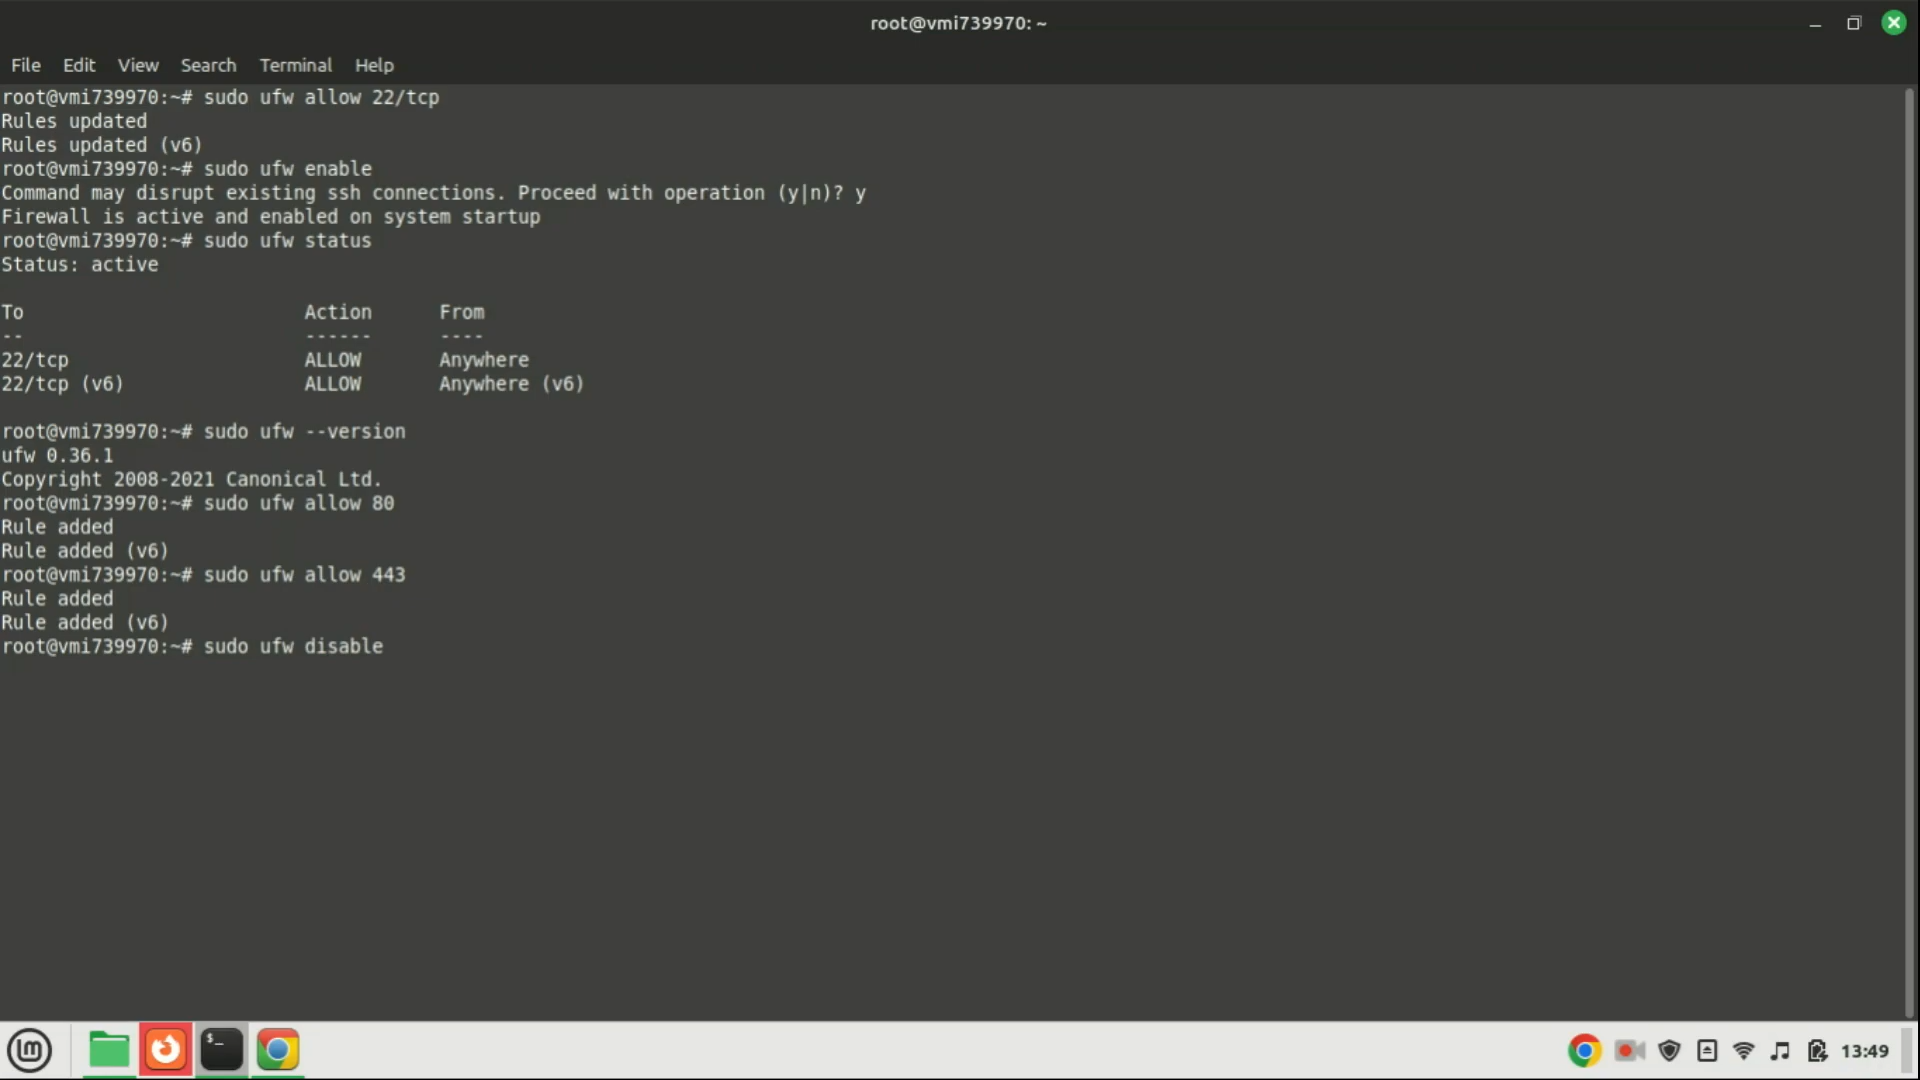 root@vmi739970: ~
File Edit View Search Terminal Help
root@vmi739970:~# sudo ufw allow 22/tcp
Rules updated
Rules updated (v6)
root@vmi739970:~# sudo ufw enable
Command may disrupt existing ssh connections. Proceed with operation (y|n)? y
Firewall is active and enabled on system startup
root@vmi739970:~# sudo ufw status
Status: active
To Action From
-- ------ ----
22/tcp ALLOW Anywhere
22/tcp (v6) ALLOW Anywhere (v6)
root@vmi739970:~# sudo ufw --version
ufw 0.36.1
Copyright 2008-2021 Canonical Ltd.
root@vmi739970:~# sudo ufw allow 80
Rule added
Rule added (v6)
root@vmi739970:~# sudo ufw allow 443
Rule added
Rule added (v6)
root@vmi739970:~# sudo ufw disable
$_
13:49